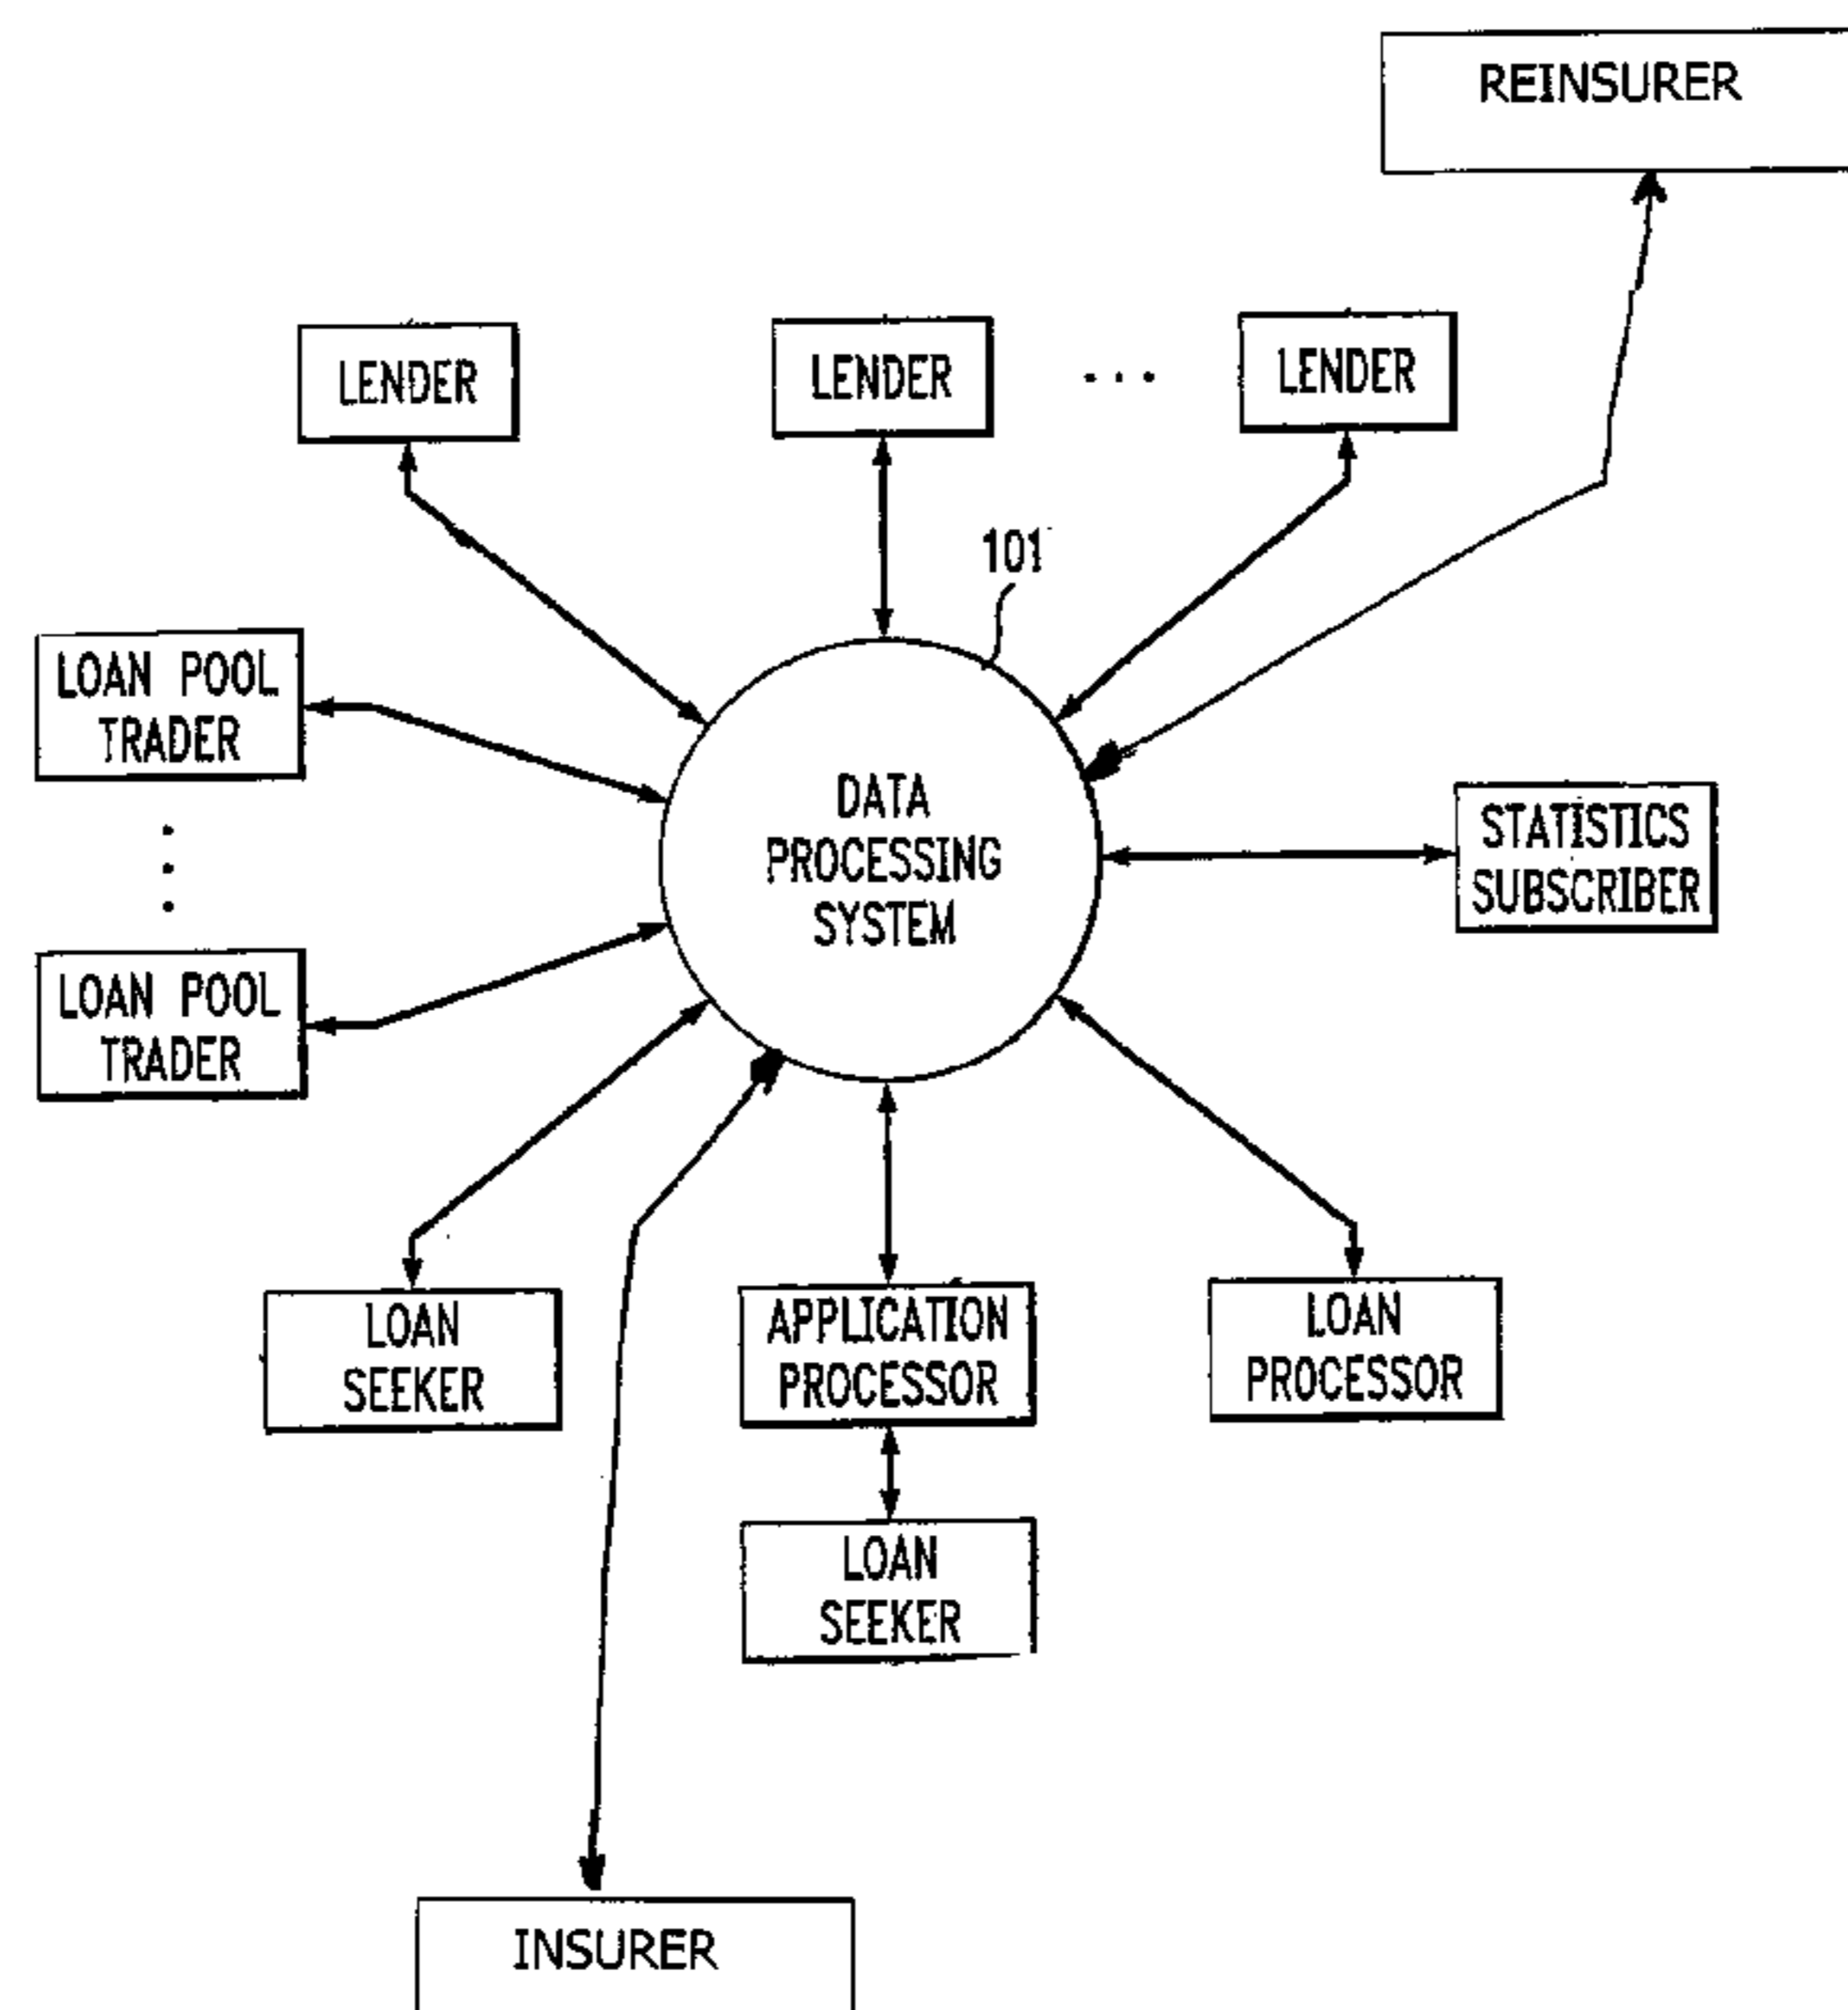 REINSURER
LENDER
LENDER
...
LENDER
101
LOAN POOL
TRADER
DATA
PROCESSING
SYSTEM
STATISTICS
SUBSCRIBER
LOAN POOL
TRADER
LOAN
SEEKER
APPLICATION
PROCESSOR
LOAN
PROCESSOR
LOAN
SEEKER
INSURER